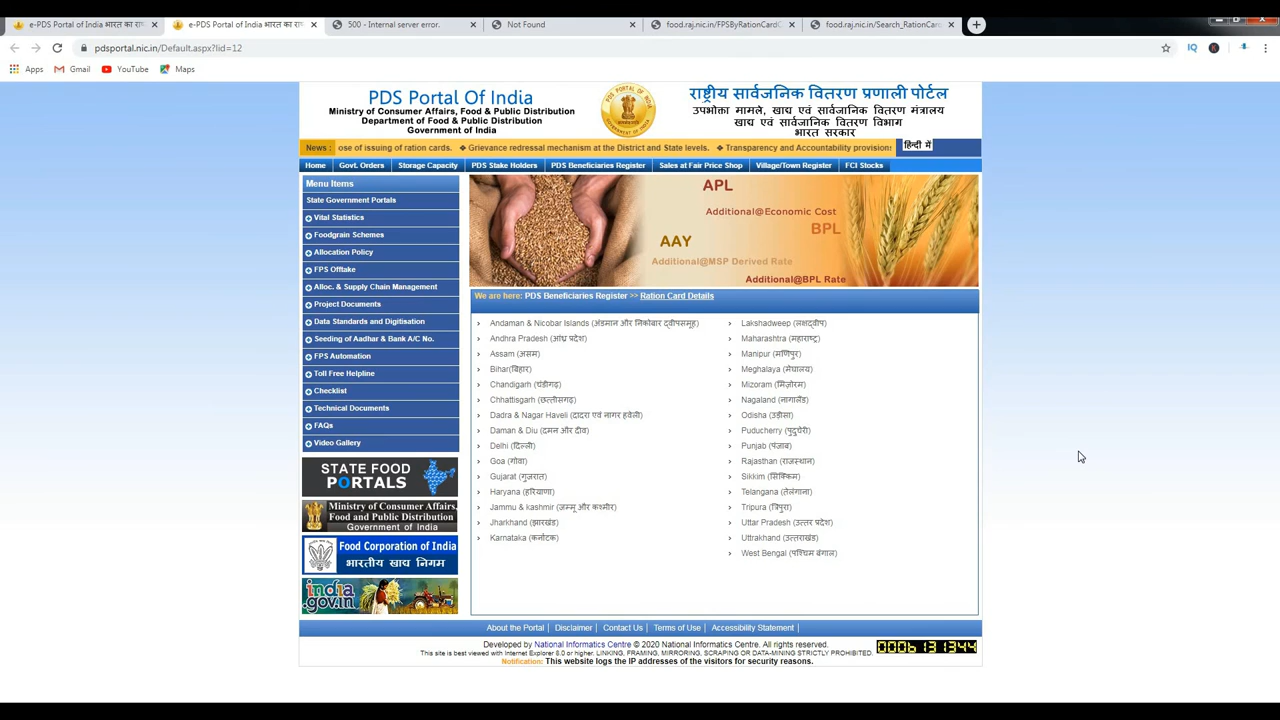 e-PDS Portal of India भारत का रा
e-PDS Portal of India भारत का रा
500 - Internal server error.
Not Found
food.raj.nic.in/FPSByRationCard
food.raj.nic.in/Search_RationCar
pdsportal.nic.in/Default.aspx?lid=12
Apps
Gmail
YouTube
Maps
PDS Portal Of India
Ministry of Consumer Affairs, Food & Public Distribution
Department of Food & Public Distribution
Government of India
राष्ट्रीय सार्वजनिक वितरण प्रणाली पोर्टल
उपभोक्ता मामले, खाद्य एवं सार्वजनिक वितरण मंत्रालय
खाद्य एवं सार्वजनिक वितरण विभाग
भारत सरकार
News : ose of issuing of ration cards. Grievance redressal mechanism at the District and State levels. Transparency and Accountability provision
हिन्दी में
Home Govt. Orders Storage Capacity PDS Stake Holders PDS Beneficiaries Register Sales at Fair Price Shop Village/Town Register FCI Stocks
Menu Items
State Government Portals
Vital Statistics
Foodgrain Schemes
Allocation Policy
FPS Offtake
Alloc. & Supply Chain Management
Project Documents
Data Standards and Digitisation
Seeding of Aadhar & Bank A/C No.
FPS Automation
Toll Free Helpline
Checklist
Technical Documents
FAQs
Video Gallery
STATE FOOD
PORTALS
Ministry of Consumer Affairs,
Food and Public Distribution
Government of India
Food Corporation of India
भारतीय खाद्य निगम
india
.gov.in
APL
Additional@Economic Cost
BPL
AAY
Additional@MSP Derived Rate
Additional@BPL Rate
We are here: PDS Beneficiaries Register >> Ration Card Details
Andaman & Nicobar Islands (अंडमान और निकोबार द्वीपसमूह)
Andhra Pradesh (आंध्र प्रदेश)
Assam (असम)
Bihar(बिहार)
Chandigarh (चंडीगढ़)
Chhattisgarh (छत्तीसगढ़)
Dadra & Nagar Haveli (दादरा एवं नागर हवेली)
Daman & Diu (दमन और दीव)
Delhi (दिल्ली)
Goa (गोवा)
Gujarat (गुजरात)
Haryana (हरियाणा)
Jammu & kashmir (जम्मू और कश्मीर)
Jharkhand (झारखंड)
Karnataka (कर्नाटक)
Lakshadweep (लक्षद्वीप)
Maharashtra (महाराष्ट्र)
Manipur (मणिपुर)
Meghalaya (मेघालय)
Mizoram (मिज़ोरम)
Nagaland (नागालैंड)
Odisha (उड़ीसा)
Puducherry (पुदुचेरी)
Punjab (पंजाब)
Rajasthan (राजस्थान)
Sikkim (सिक्किम)
Telangana (तेलंगाना)
Tripura (त्रिपुरा)
Uttar Pradesh (उत्तर प्रदेश)
Uttrakhand (उत्तराखंड)
West Bengal (पश्चिम बंगाल)
About the Portal | Disclaimer | Contact Us | Terms of Use | Accessibility Statement |
Developed by National Informatics Centre © 2020 National Informatics Centre. All rights reserved.
This site is best viewed with Internet Explorer 8.0 or higher. LINKING, FRAMING, MIRRORING, SCRAPING OR DATA-MINING STRICTLY PROHIBITED.
Notification: This website logs the IP addresses of the visitors for security reasons.